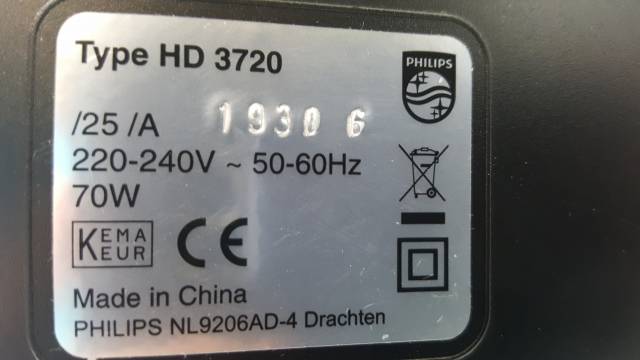 Type HD 3720
PHILIPS
/25 /A 1930 6
220-240V ~ 50-60Hz
70W
KEMA
KEUR
CE
Made in China
PHILIPS NL9206AD-4 Drachten